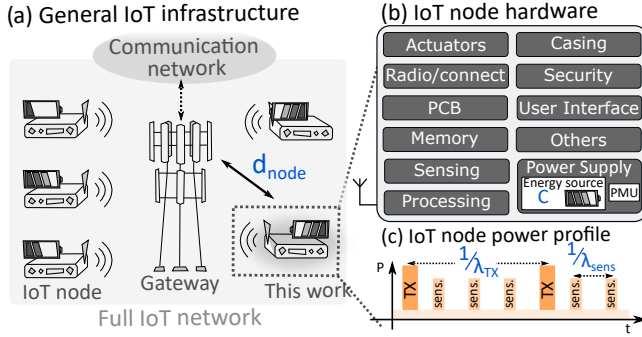 (a) General IoT infrastructure
Communication
network
d_node
IoT node
Gateway
This work
Full IoT network
(b) IoT node hardware
Actuators
Casing
Radio/connect
Security
PCB
User Interface
Memory
Others
Sensing
Power Supply
Energy source
C
PMU
Processing
(c) IoT node power profile
P
1/λ_TX
1/λ_sens
TX
sens.
sens.
sens.
TX
sens.
sens.
t